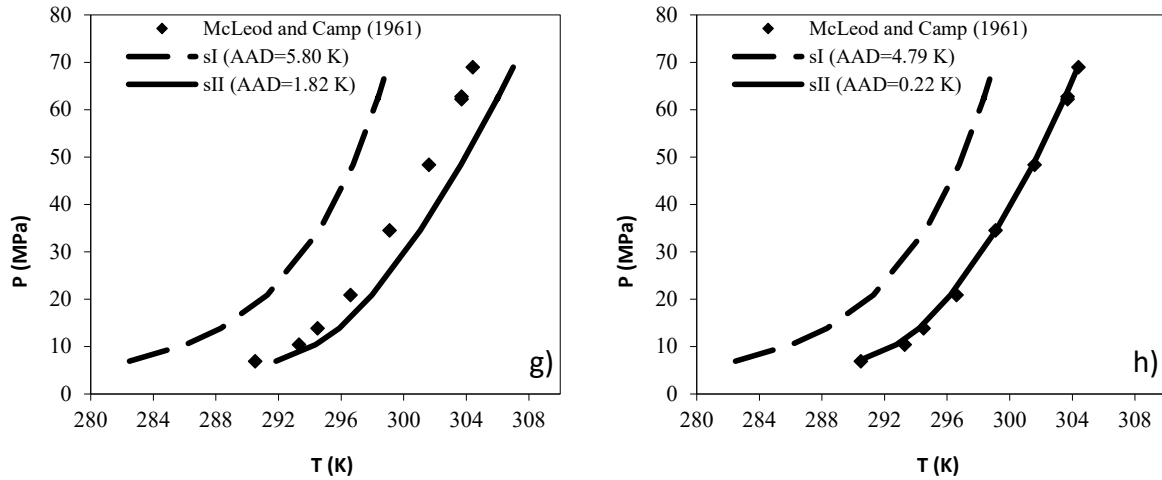 McLeod and Camp (1961)
sI (AAD=5.80 K)
sII (AAD=1.82 K)
P (MPa)
80
70
60
50
40
30
20
10
0
280 284 288 292 296 300 304 308
T (K)
g)
McLeod and Camp (1961)
sI (AAD=4.79 K)
sII (AAD=0.22 K)
P (MPa)
80
70
60
50
40
30
20
10
0
280 284 288 292 296 300 304 308
T (K)
h)